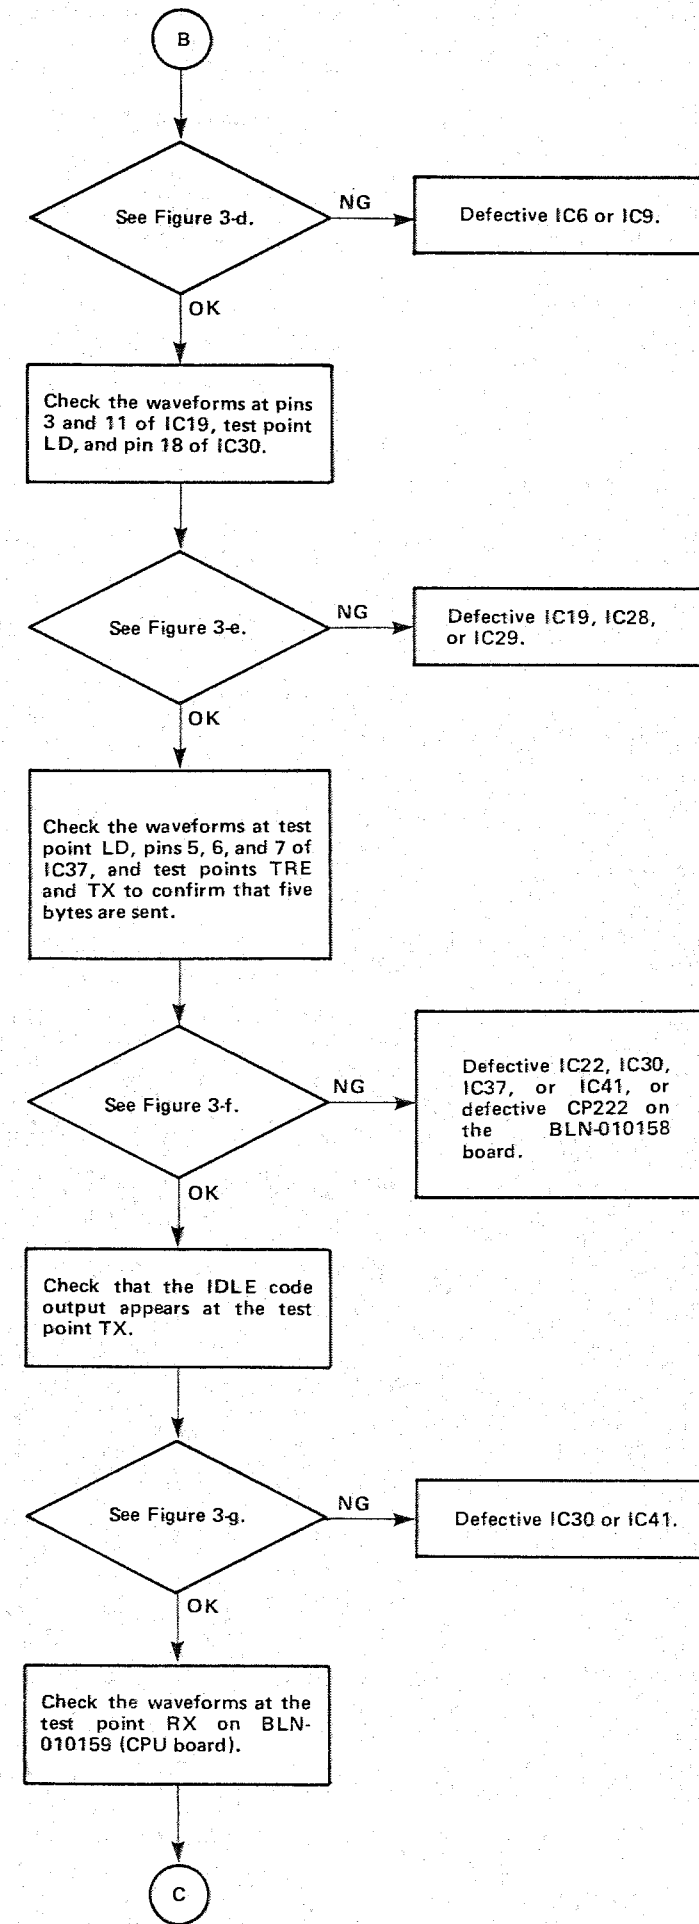 B
See Figure 3-d.
NG
Defective IC6 or IC9.
OK
Check the waveforms at pins
3 and 11 of IC19, test point
LD, and pin 18 of IC30.
See Figure 3-e.
NG
Defective IC19, IC28,
or IC29.
OK
Check the waveforms at test
point LD, pins 5, 6, and 7 of
IC37, and test points TRE
and TX to confirm that five
bytes are sent.
See Figure 3-f.
NG
Defective IC22, IC30,
IC37, or IC41, or
defective CP222 on
the BLN-010158
board.
OK
Check that the IDLE code
output appears at the test
point TX.
See Figure 3-g.
NG
Defective IC30 or IC41.
OK
Check the waveforms at the
test point RX on BLN-
010159 (CPU board).
C